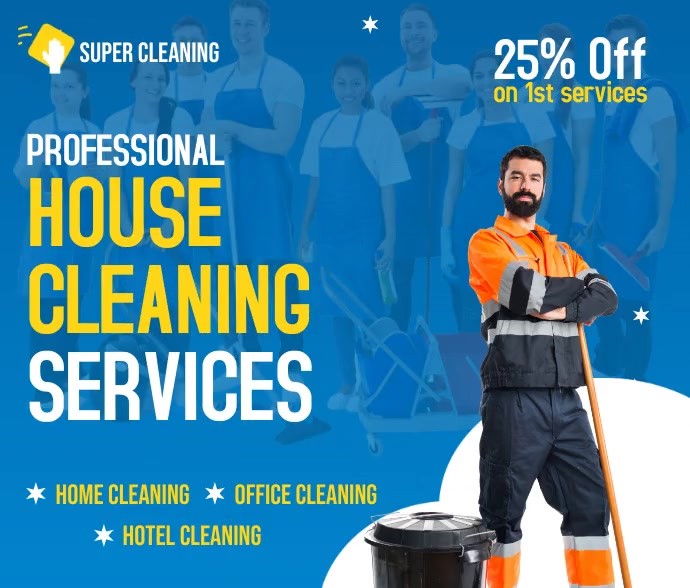 SUPER CLEANING
25% Off
on 1st services
PROFESSIONAL
HOUSE
CLEANING
SERVICES
HOME CLEANING
OFFICE CLEANING
HOTEL CLEANING